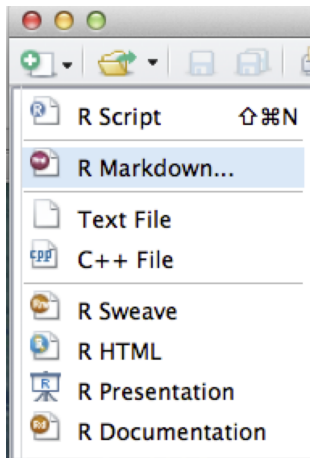 R Script ⇧⌘N
R Markdown...
Text File
C++ File
R Sweave
R HTML
R Presentation
R Documentation